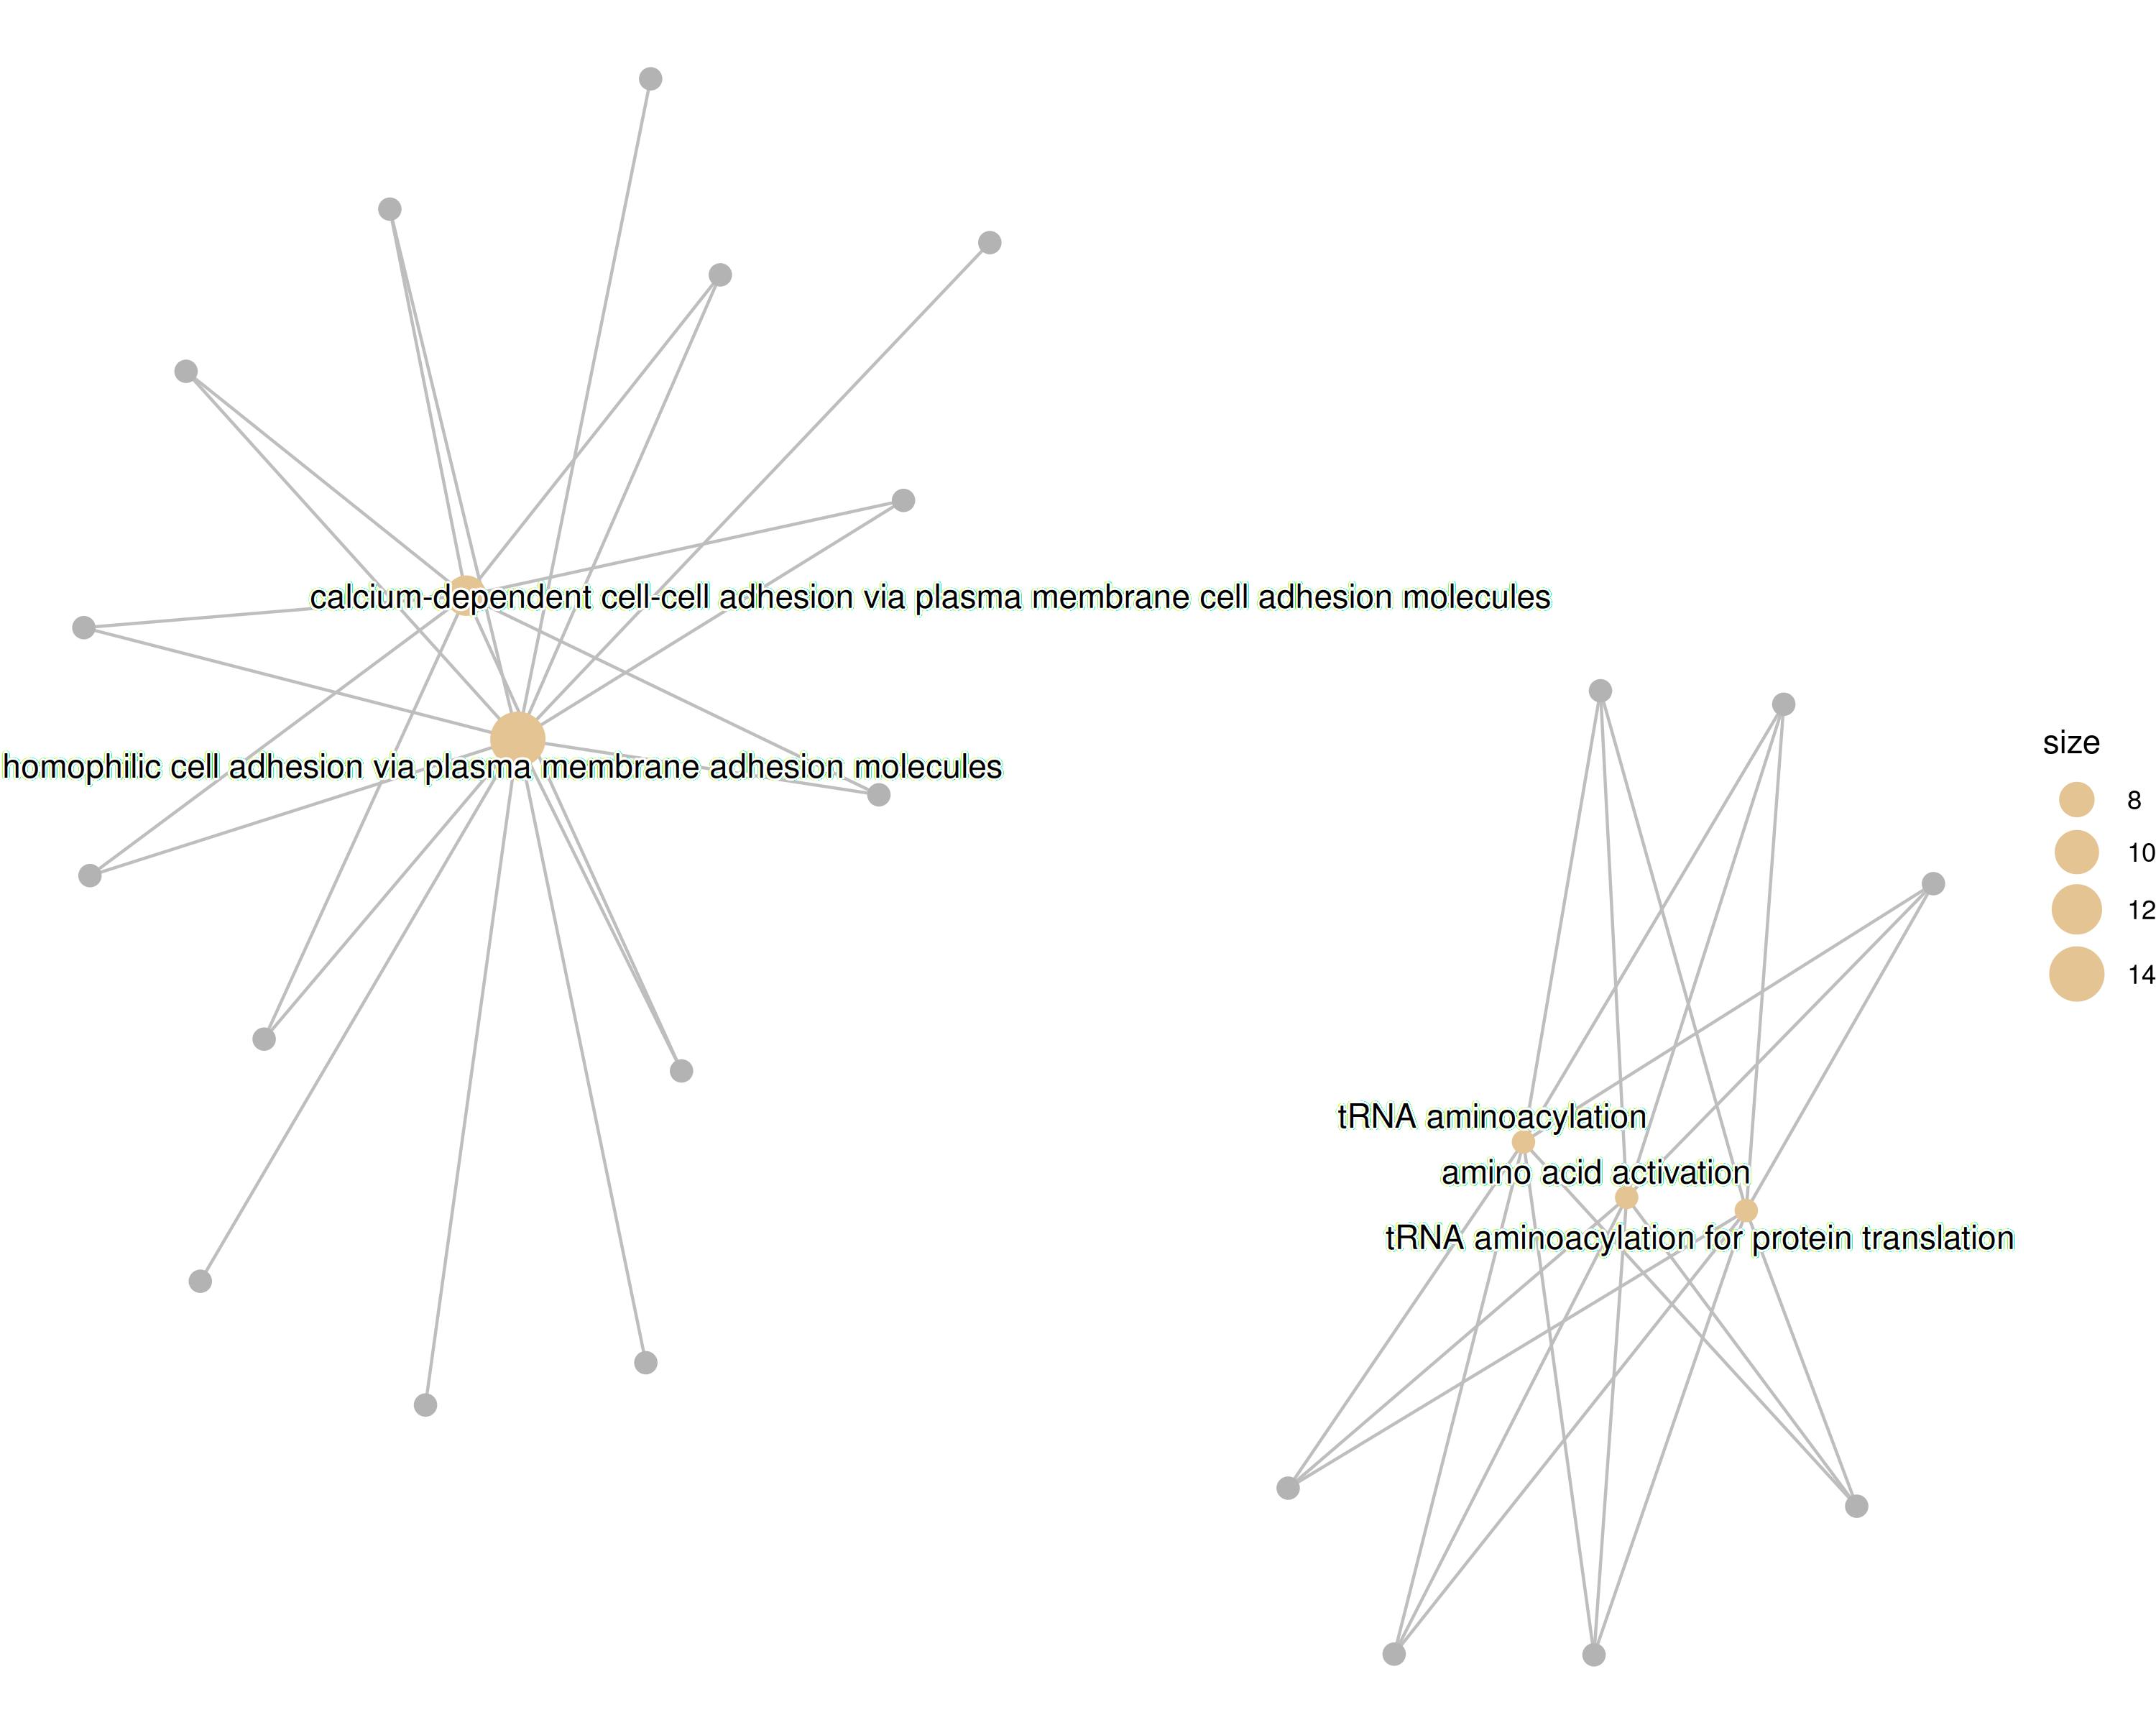 calcium-dependent cell-cell adhesion via plasma membrane cell adhesion molecules
homophilic cell adhesion via plasma membrane adhesion molecules
size
8
10
12
14
tRNA aminoacylation
amino acid activation
tRNA aminoacylation for protein translation